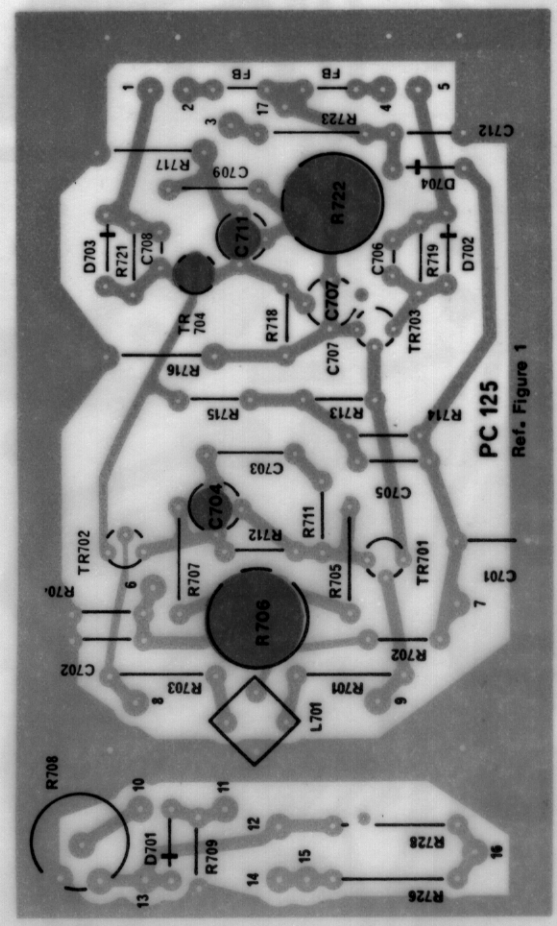 1
2
FB
17
FB
4
5
3
R723
C712
R717
C709
D704
R722
C711
D703
R721
C708
C706
R719
D702
TR
704
R718
C707
C707
TR703
R716
R715
R713
R714
PC 125
Ref. Figure 1
C703
C704
C705
R711
R712
TR702
R707
R705
TR701
C701
6
R706
7
C702
R703
R702
R701
8
9
L701
R708
10
11
D701
R709
12
13
14
15
R728
R726
16